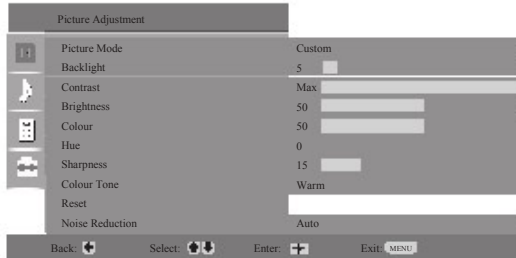 Picture Adjustment
Picture Mode Custom
Backlight 5
Contrast Max
Brightness 50
Colour 50
Hue 0
Sharpness 15
Colour Tone Warm
Reset
Noise Reduction Auto
Back: Select: Enter: Exit: MENU